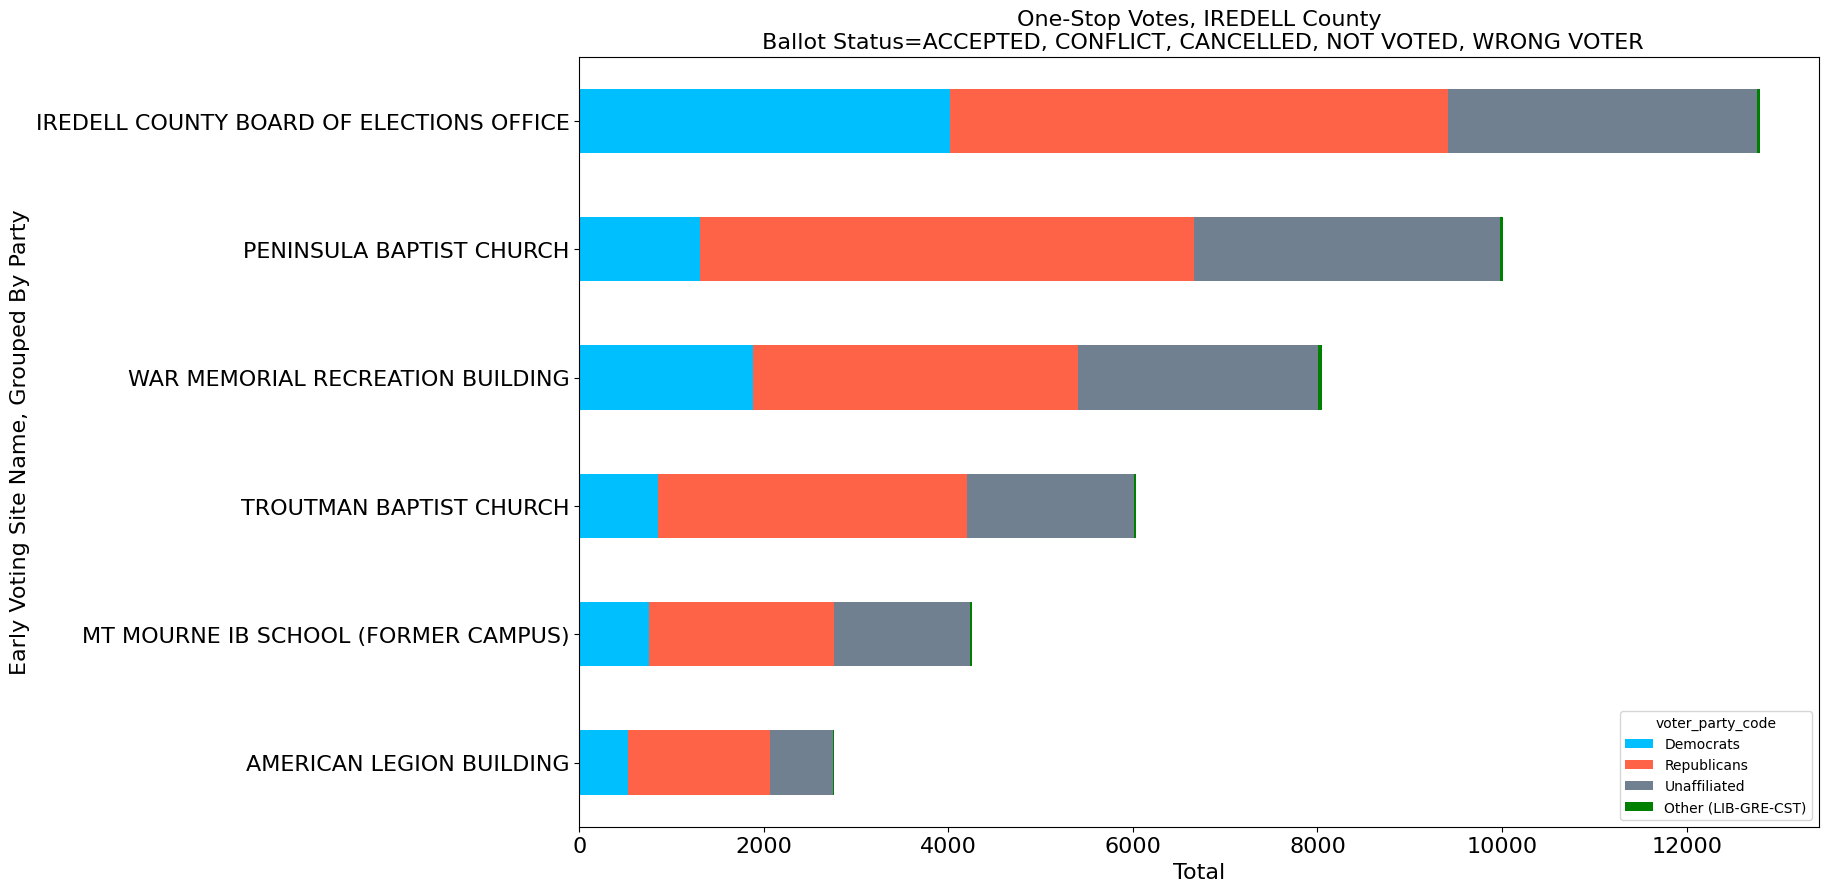 One-Stop Votes, IREDELL County
Ballot Status=ACCEPTED, CONFLICT, CANCELLED, NOT VOTED, WRONG VOTER
Early Voting Site Name, Grouped By Party
IREDELL COUNTY BOARD OF ELECTIONS OFFICE
PENINSULA BAPTIST CHURCH
WAR MEMORIAL RECREATION BUILDING
TROUTMAN BAPTIST CHURCH
MT MOURNE IB SCHOOL (FORMER CAMPUS)
AMERICAN LEGION BUILDING
voter_party_code
Democrats
Republicans
Unaffiliated
Other (LIB-GRE-CST)
0 2000 4000 6000 8000 10000 12000
Total